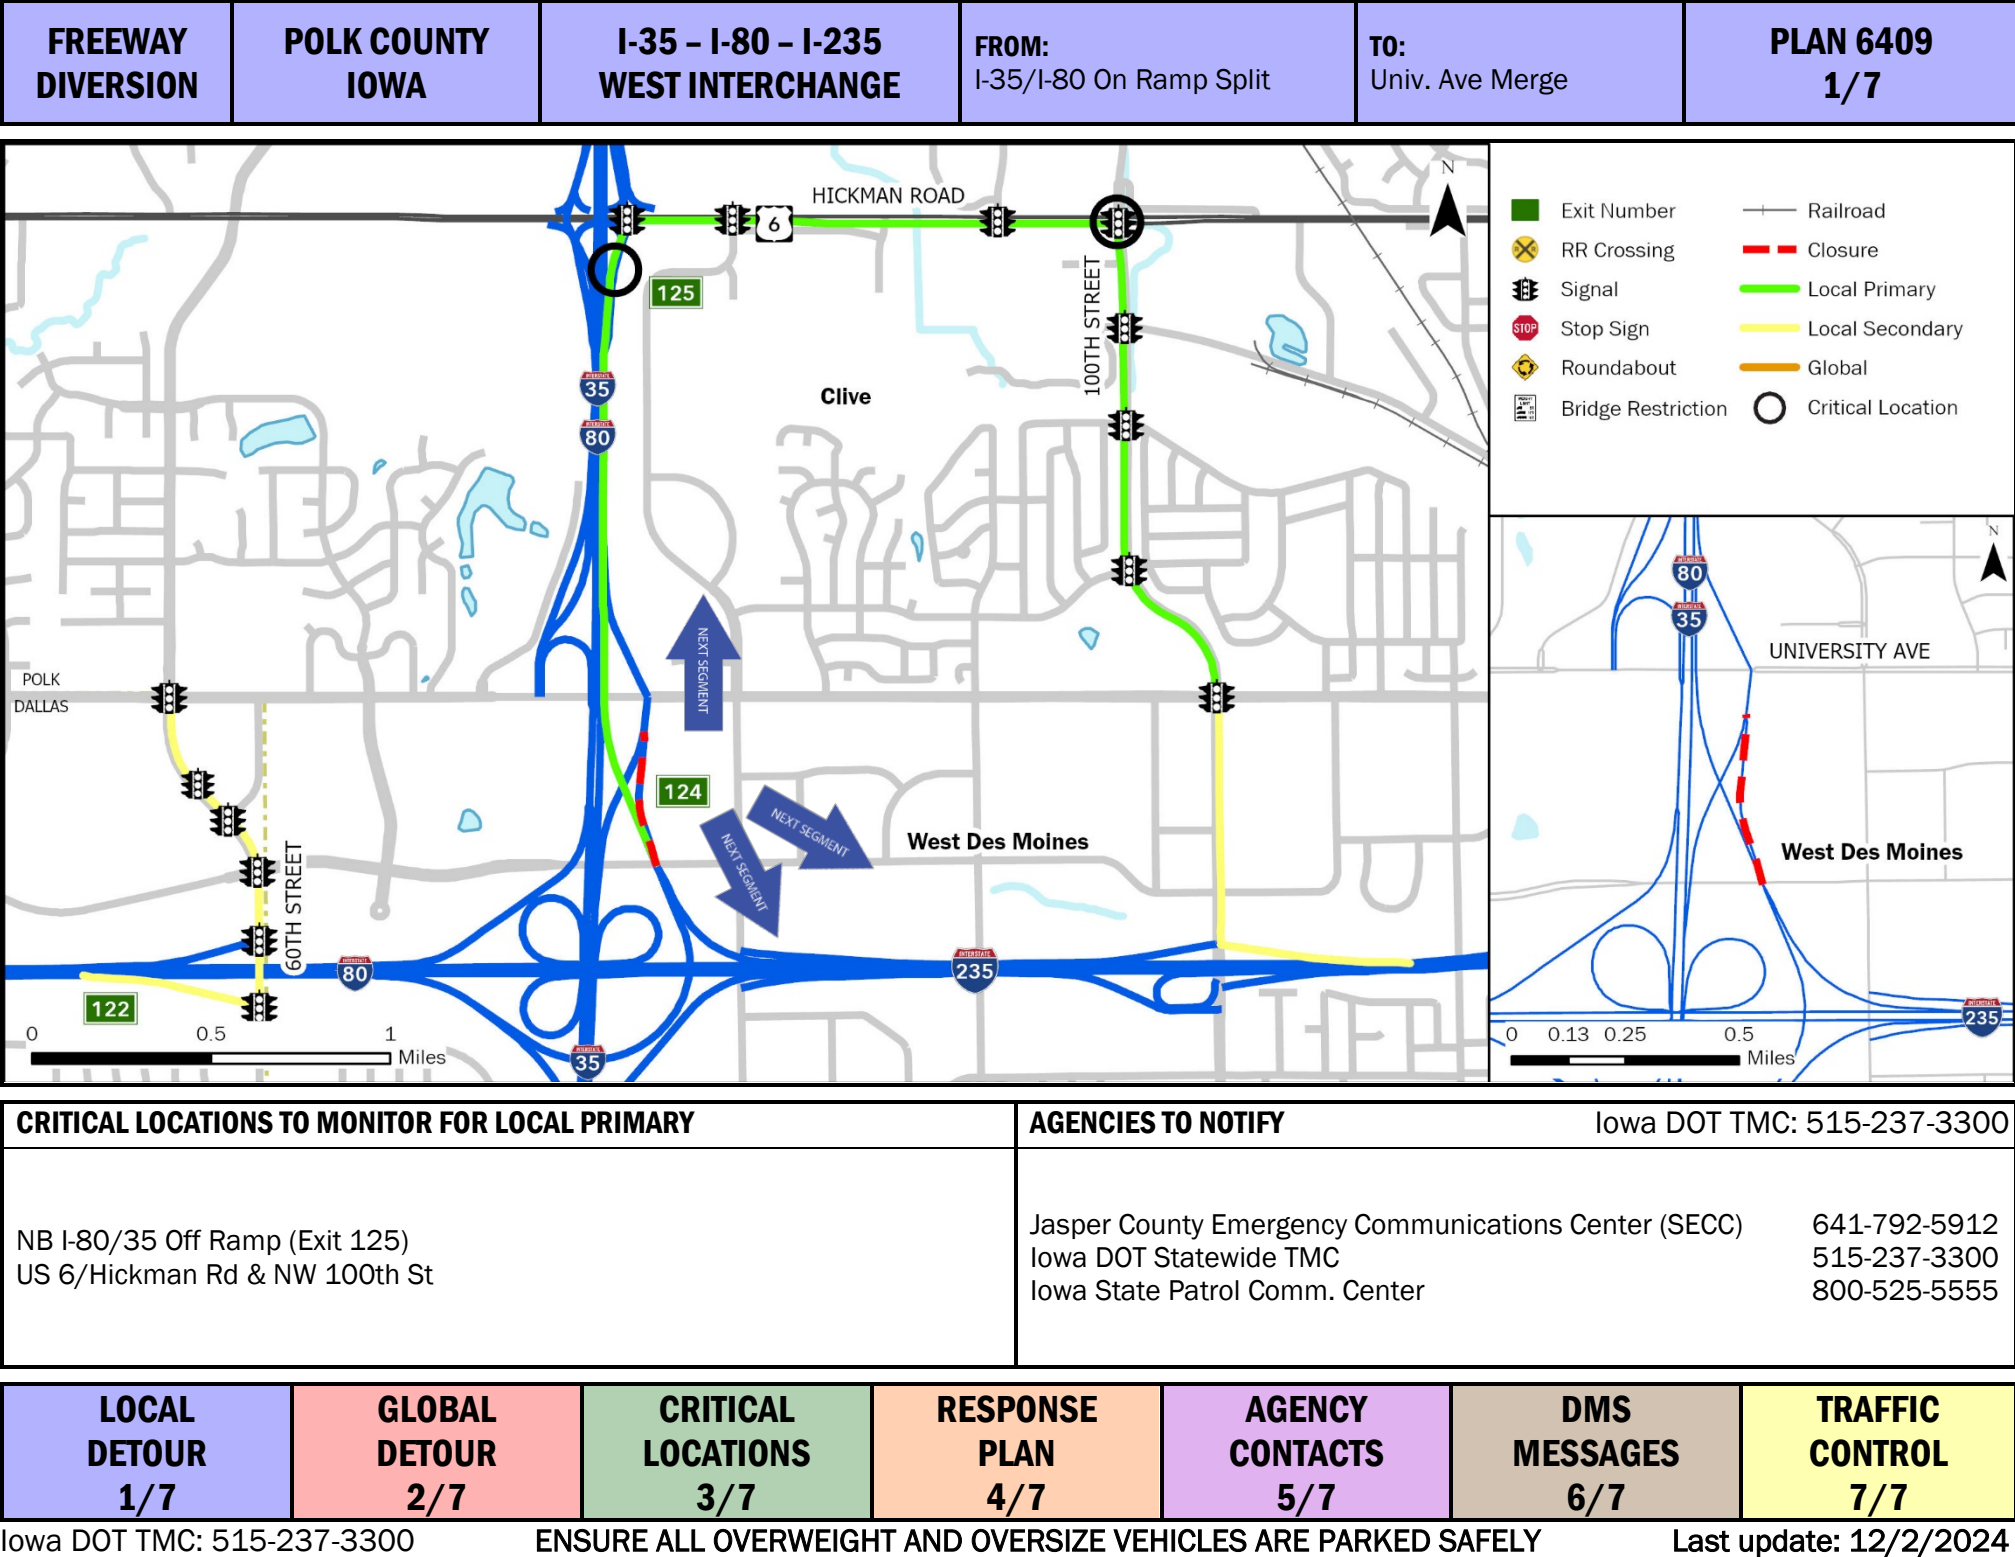 FREEWAY
DIVERSION
POLK COUNTY
IOWA
I-35 – I-80 – I-235
WEST INTERCHANGE
FROM:
I-35/I-80 On Ramp Split
TO:
Univ. Ave Merge
PLAN 6409
1/7
HICKMAN ROAD
6
N
125
100TH STREET
35
80
Clive
NEXT SEGMENT
POLK
DALLAS
124
NEXT SEGMENT
NEXT SEGMENT
West Des Moines
60TH STREET
80
235
122
35
0 0.5 1
Miles
Exit Number
RR Crossing
Signal
STOP
Stop Sign
Roundabout
Bridge Restriction
Railroad
Closure
Local Primary
Local Secondary
Global
Critical Location
N
80
35
UNIVERSITY AVE
West Des Moines
235
0 0.13 0.25 0.5
Miles
CRITICAL LOCATIONS TO MONITOR FOR LOCAL PRIMARY
NB I-80/35 Off Ramp (Exit 125)
US 6/Hickman Rd & NW 100th St
AGENCIES TO NOTIFY Iowa DOT TMC: 515-237-3300
Jasper County Emergency Communications Center (SECC) 641-792-5912
Iowa DOT Statewide TMC 515-237-3300
Iowa State Patrol Comm. Center 800-525-5555
LOCAL
DETOUR
1/7
GLOBAL
DETOUR
2/7
CRITICAL
LOCATIONS
3/7
RESPONSE
PLAN
4/7
AGENCY
CONTACTS
5/7
DMS
MESSAGES
6/7
TRAFFIC
CONTROL
7/7
Iowa DOT TMC: 515-237-3300 ENSURE ALL OVERWEIGHT AND OVERSIZE VEHICLES ARE PARKED SAFELY Last update: 12/2/2024